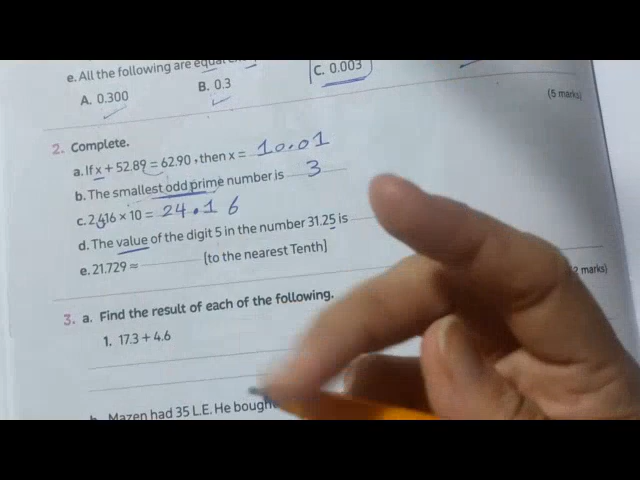 e. All the following are equal
A. 0.300 B. 0.3 C. 0.003
(5 marks)
2. Complete.
a. If x + 52.89 = 62.90, then x = 10.01
b. The smallest odd prime number is 3
c. 2.416 × 10 = 24.16
d. The value of the digit 5 in the number 31.25 is
e. 21.729 ≈ [to the nearest Tenth]
2 marks)
3. a. Find the result of each of the following.
1. 17.3 + 4.6
Mazen had 35 L.E. He bought